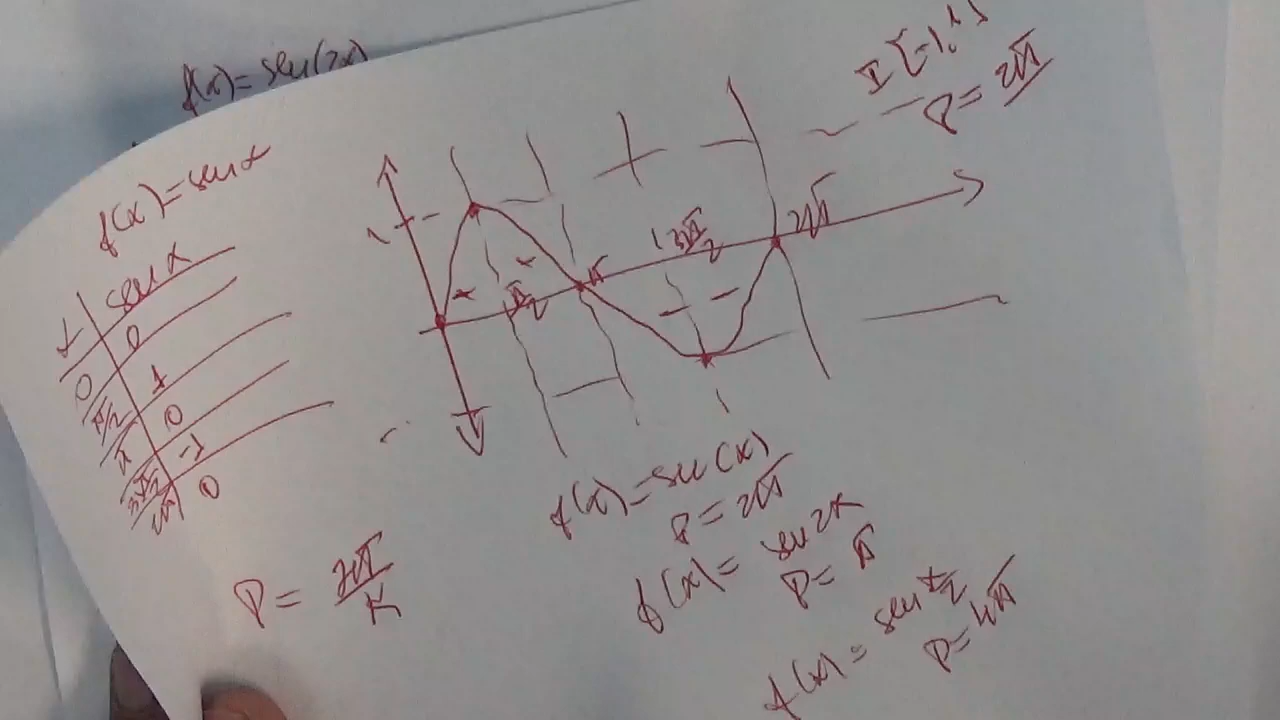 f(x)= sen(2x)
f(x)= sen x
x | sen x
0 | 0
π/2 | 1
π | 0
3π/2 | -1
2π | 0
1
+ +
π/2
π
3π/2
- -
2π
I [-1,1]
P= 2π
P= 2π/K
f(x)= sen (x)
P= 2π
f(x)= sen 2x
P= π
f(x)= sen x/2
P= 4π